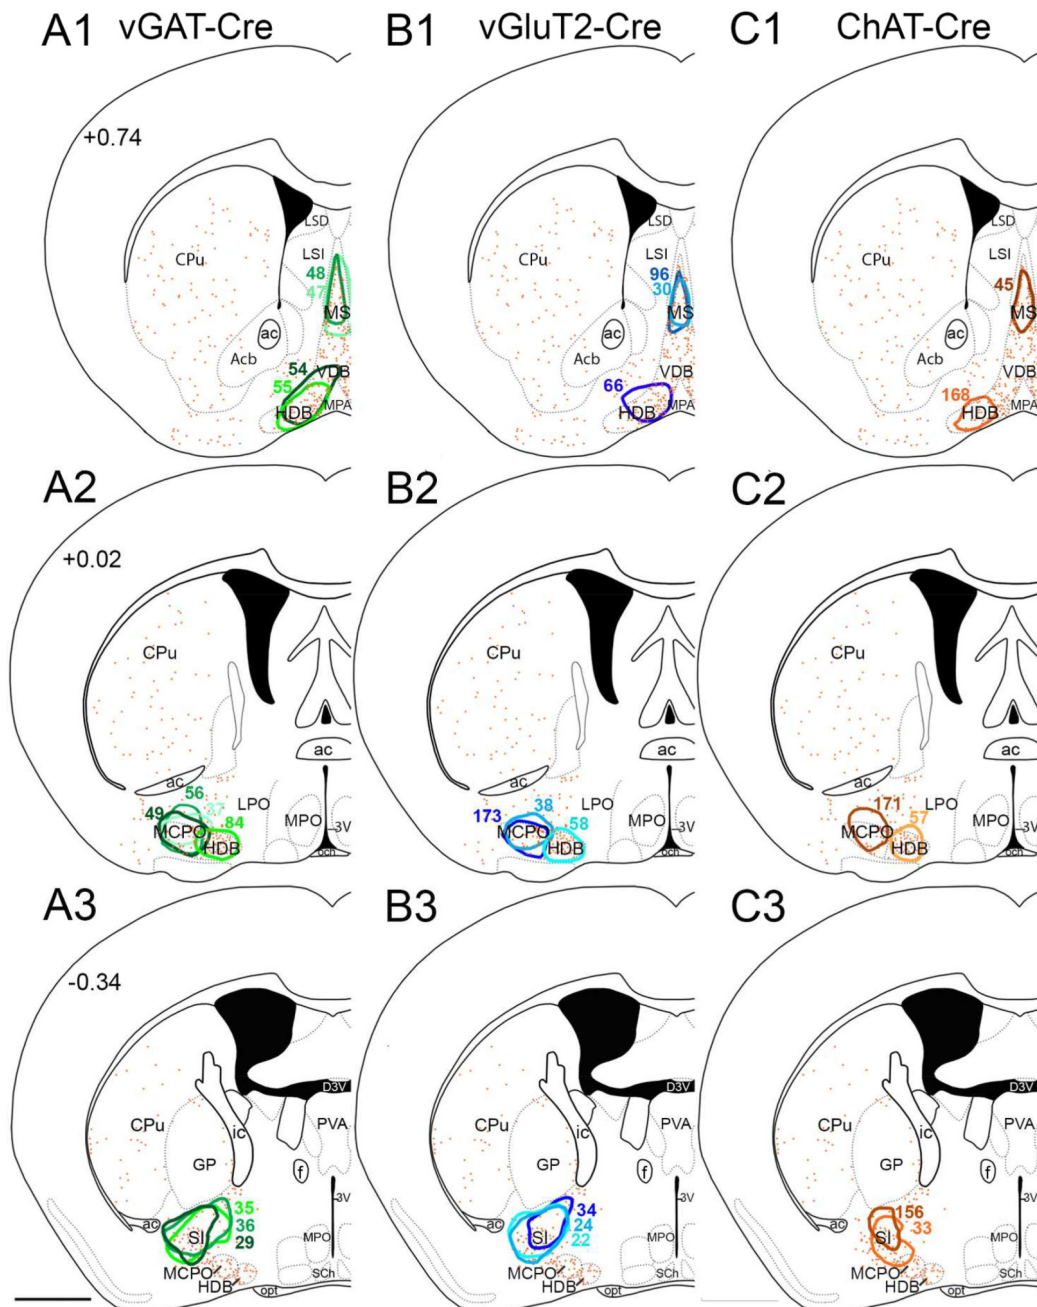 A1 vGAT-Cre B1 vGluT2-Cre C1 ChAT-Cre
+0.74
LSD LSD LSD
CPu LSI CPu LSI CPu LSI
48 96 45
47 30
MS MS MS
ac ac ac
Acb Acb Acb
54 VDB VDB VDB
55 66 168
HDB MPA HDB MPA HDB MPA
A2 B2 C2
+0.02
CPu CPu CPu
ac ac ac
ac ac ac
56 LPO 38 LPO 171 LPO
49 37 84 MPO 173 58 MPO 57 MPO
MCPO HDB 3V MCPO HDB 3V MCPO HDB 3V
och och och
A3 B3 C3
-0.34
D3V D3V D3V
CPu ic PVA CPu ic PVA CPu ic PVA
GP f GP f GP f
3V 3V 3V
ac 35 ac 34 ac 156
SI 36 MPO SI 24 MPO SI 33 MPO
29 22
MCPO SCh MCPO SCh MCPO SCh
HDB HDB HDB
opt opt opt